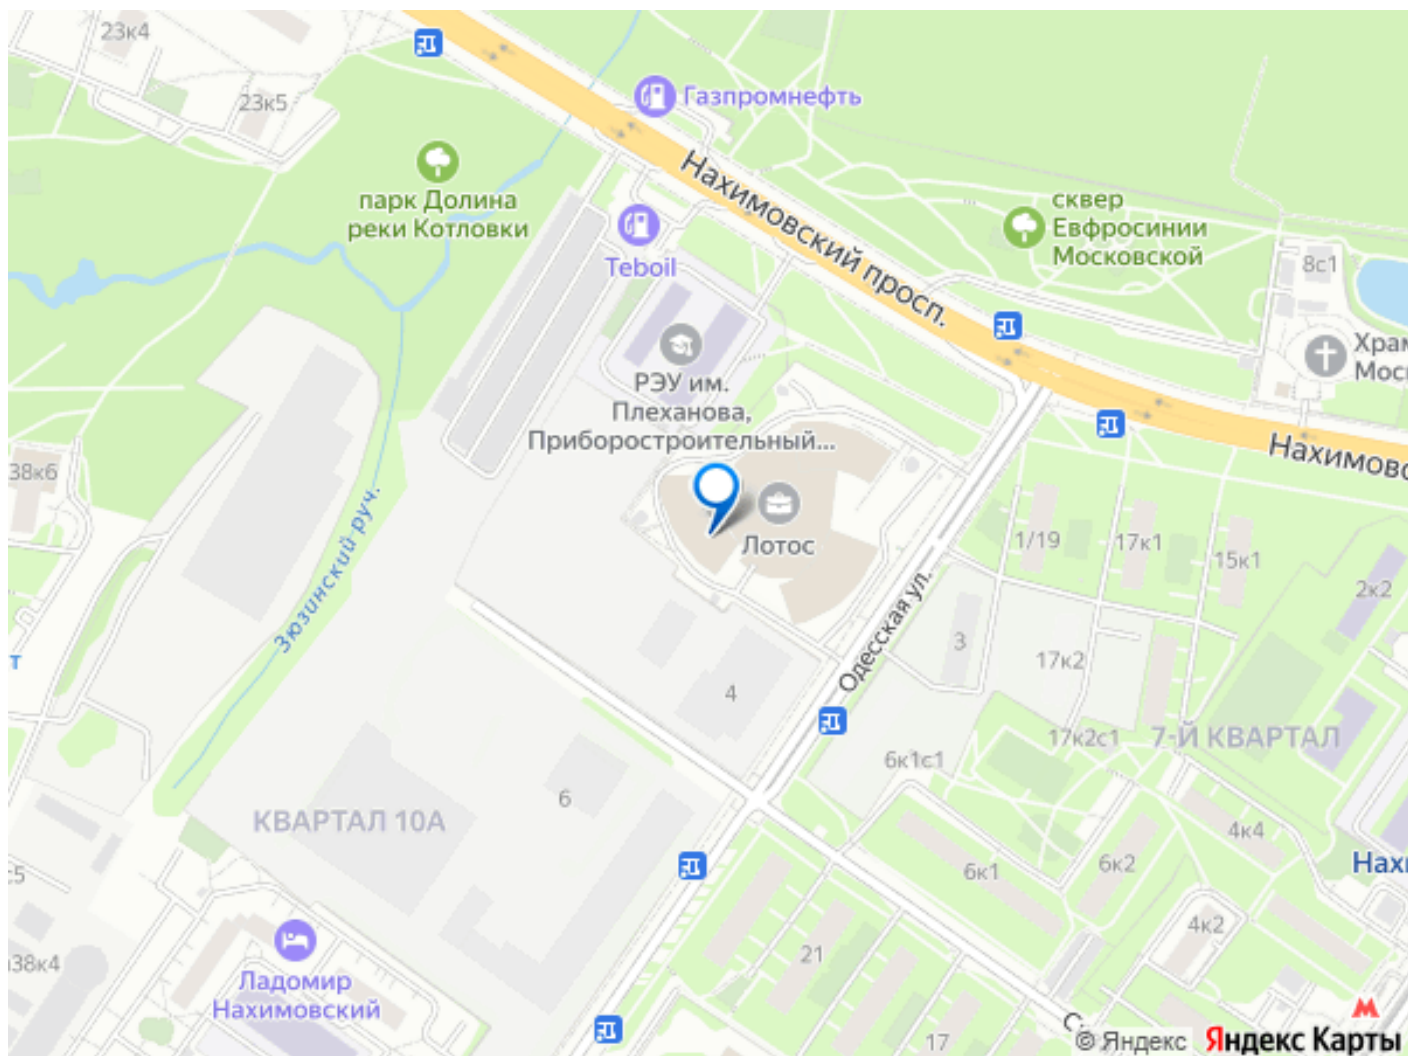 23к4
23к5
Газпромнефть
парк Долина
реки Котловки
Teboil
Нахимовский просп.
сквер
Евфросинии
Московской
8с1
РЭУ им.
Плеханова,
Приборостроительный...
Лотос
Нахимовс
38к6
Зюзинский руч.
Одесская ул.
1/19
17к1
15к1
2к2
3
17к2
4
17к2с1
7-Й КВАРТАЛ
6к1с1
6
КВАРТАЛ 10А
4к4
6к1
6к2
4к2
21
Ладомир
Нахимовский
17
© Яндекс
Яндекс Карты